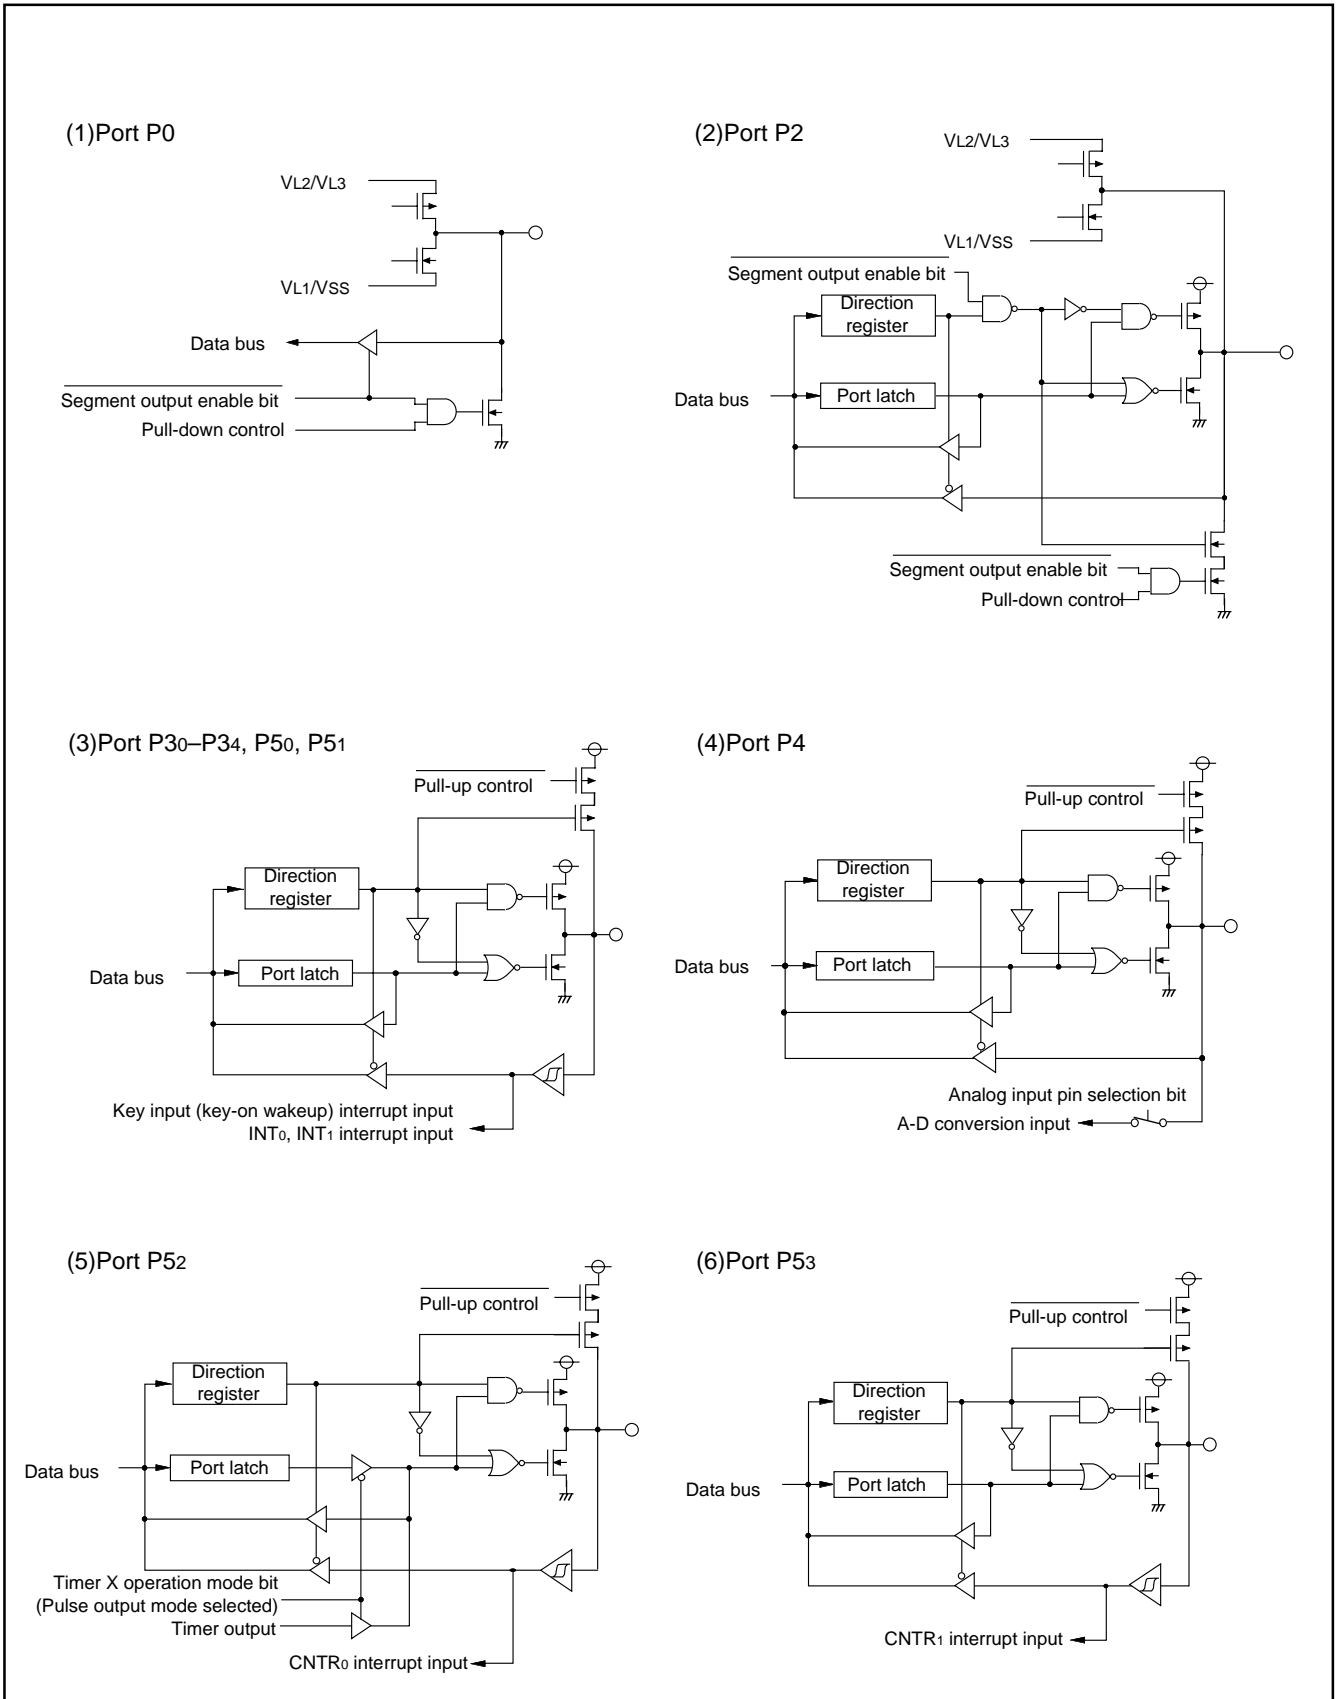 (1)Port P0
VL2/VL3
VL1/VSS
Data bus
Segment output enable bit
Pull-down control
(2)Port P2
VL2/VL3
VL1/VSS
Segment output enable bit
Direction
register
Data bus
Port latch
Segment output enable bit
Pull-down control
(3)Port P30–P34, P50, P51
Pull-up control
Direction
register
Data bus
Port latch
Key input (key-on wakeup) interrupt input
INT0, INT1 interrupt input
(4)Port P4
Pull-up control
Direction
register
Data bus
Port latch
Analog input pin selection bit
A-D conversion input
(5)Port P52
Pull-up control
Direction
register
Data bus
Port latch
Timer X operation mode bit
(Pulse output mode selected)
Timer output
CNTR0 interrupt input
(6)Port P53
Pull-up control
Direction
register
Data bus
Port latch
CNTR1 interrupt input